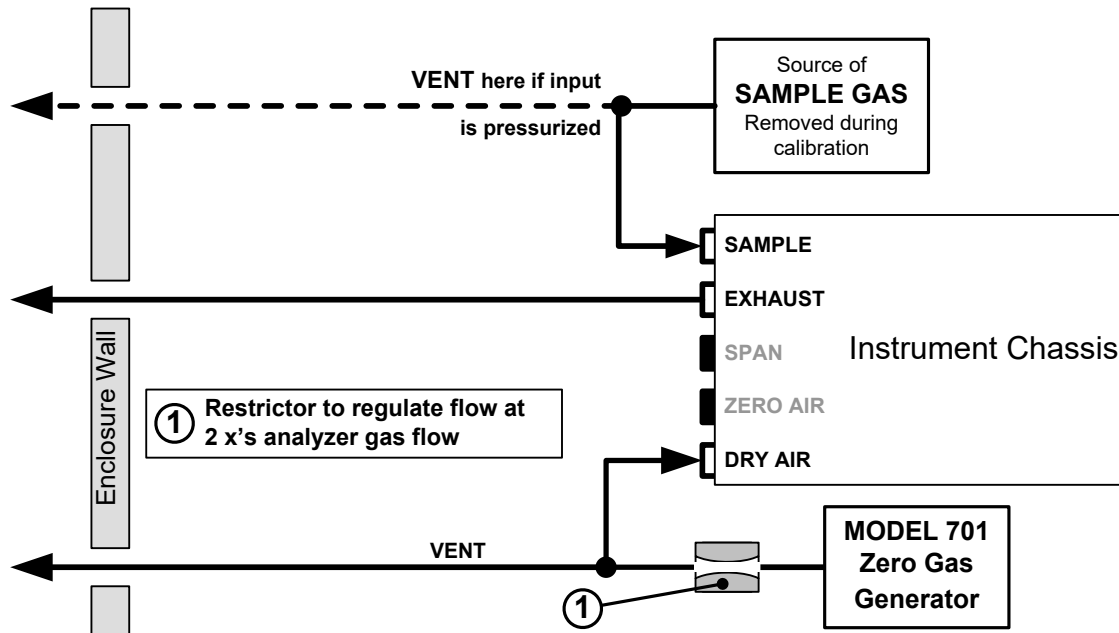 VENT here if input
is pressurized
Source of
SAMPLE GAS
Removed during
calibration
SAMPLE
EXHAUST
SPAN
ZERO AIR
DRY AIR
Instrument Chassis
Enclosure Wall
1 Restrictor to regulate flow at
2 x's analyzer gas flow
VENT
1
MODEL 701
Zero Gas
Generator